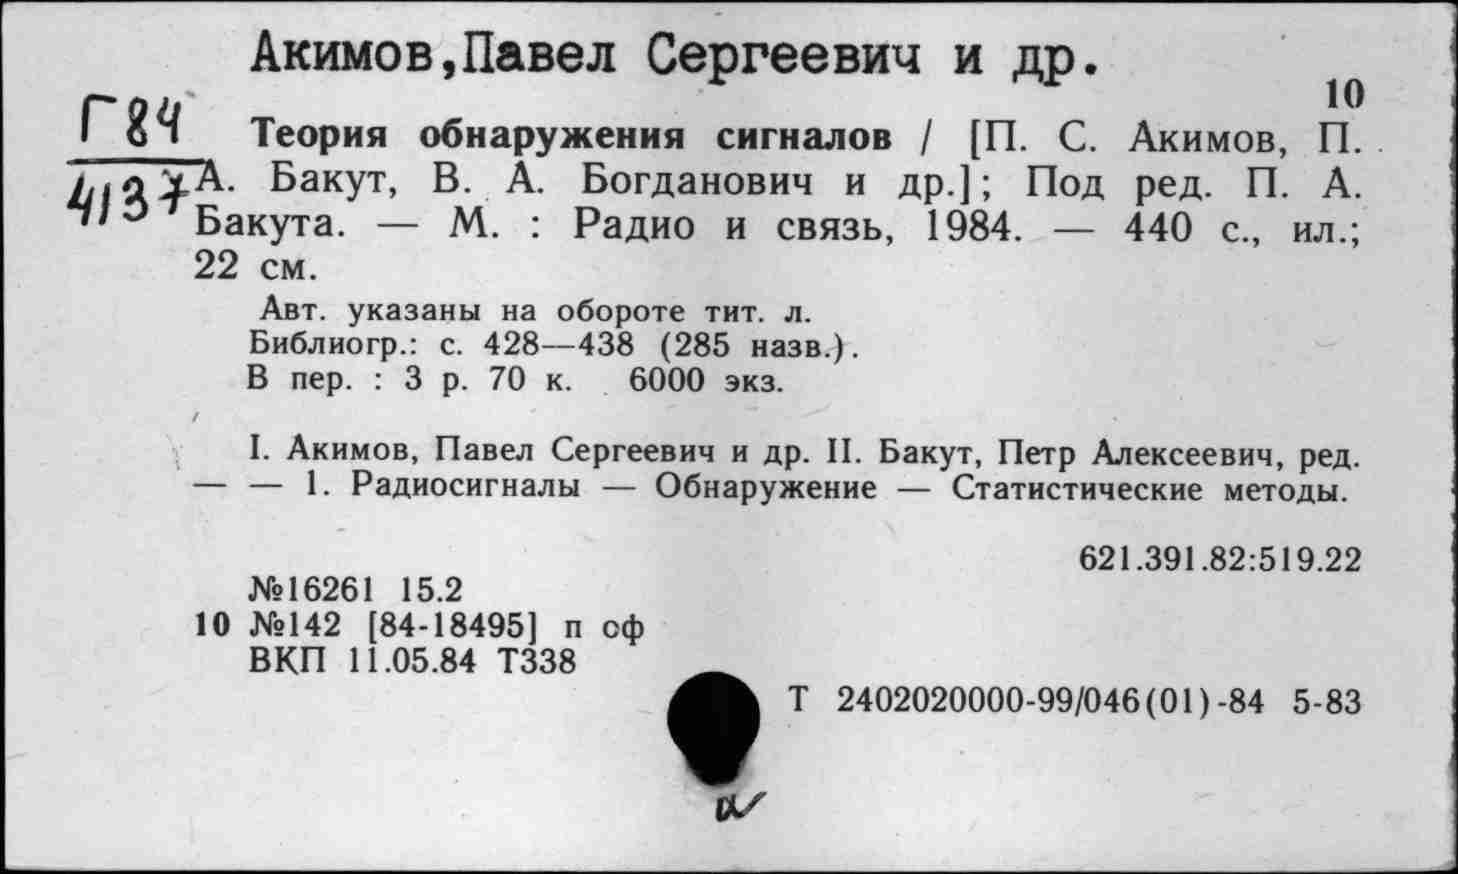 Акимов,Павел Сергеевич и др.
10
Г84
4137
Теория обнаружения сигналов / [П. С. Акимов, П.
А. Бакут, В. А. Богданович и др.]; Под ред. П. А.
Бакута. — М. : Радио и связь, 1984. — 440 с., ил.;
22 см.
Авт. указаны на обороте тит. л.
Библиогр.: с. 428—438 (285 назв.).
В пер. : 3 р. 70 к. 6000 экз.
I. Акимов, Павел Сергеевич и др. II. Бакут, Петр Алексеевич, ред.
— — 1. Радиосигналы — Обнаружение — Статистические методы.
621.391.82:519.22
№16261 15.2
10 №142 [84-18495] п сф
ВКП 11.05.84 Т338
Т 2402020000-99/046(01)-84 5-83